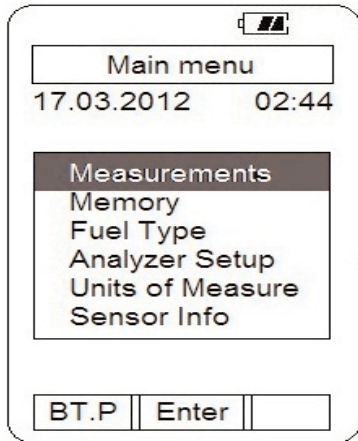 Main menu
17.03.2012 02:44
Measurements
Memory
Fuel Type
Analyzer Setup
Units of Measure
Sensor Info
BT.P Enter